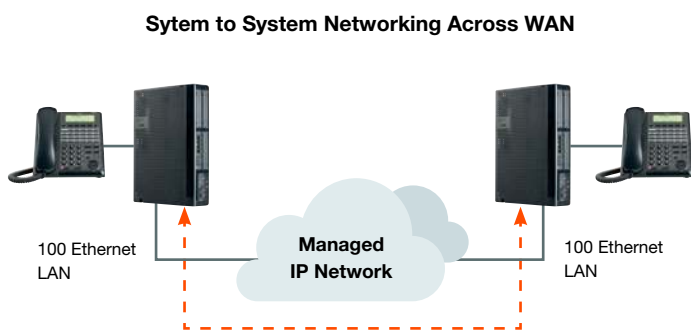 Sytem to System Networking Across WAN
Managed
IP Network
100 Ethernet
LAN
100 Ethernet
LAN